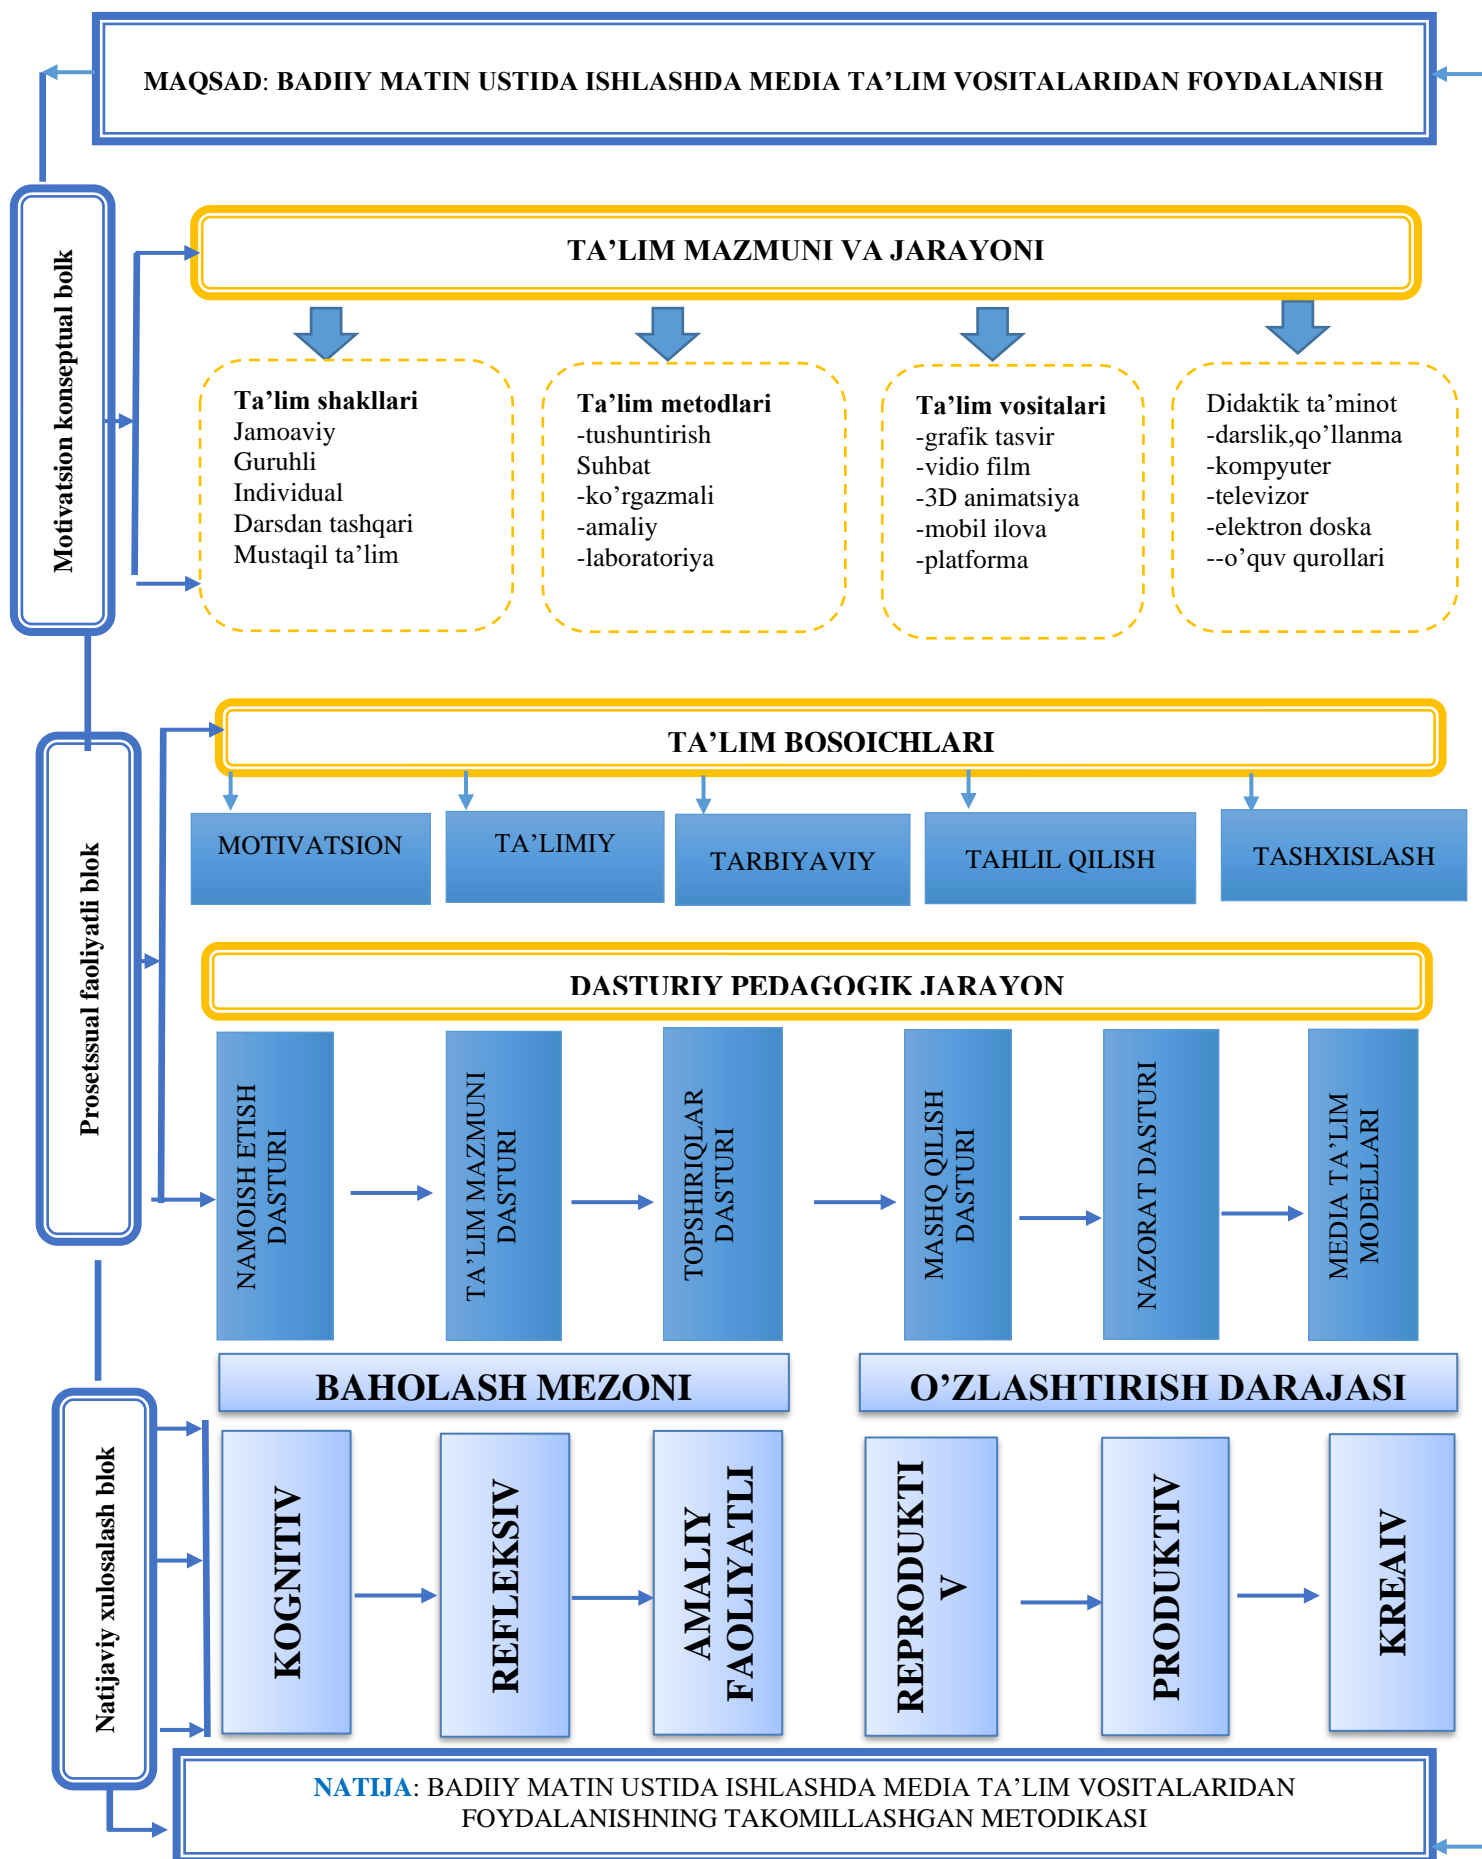 MAQSAD: BADIIY MATIN USTIDA ISHLASHDA MEDIA TA’LIM VOSITALARIDAN FOYDALANISH
Motivatsion konseptual bolk
TA’LIM MAZMUNI VA JARAYONI
Ta’lim shakllari
Jamoaviy
Guruhli
Individual
Darsdan tashqari
Mustaqil ta’lim
Ta’lim metodlari
-tushuntirish
Suhbat
-ko’rgazmali
-amaliy
-laboratoriya
Ta’lim vositalari
-grafik tasvir
-vidio film
-3D animatsiya
-mobil ilova
-platforma
Didaktik ta’minot
-darslik,qo’llanma
-kompyuter
-televizor
-elektron doska
--o’quv qurollari
Prosetssual faoliyatli blok
TA’LIM BOSOICHLARI
MOTIVATSION
TA’LIMIY
TARBIYAVIY
TAHLIL QILISH
TASHXISLASH
DASTURIY PEDAGOGIK JARAYON
NAMOISH ETISH
DASTURI
TA’LIM MAZMUNI
DASTURI
TOPSHIRIQLAR
DASTURI
MASHQ QILISH
DASTURI
NAZORAT DASTURI
MEDIA TA’LIM
MODELLARI
Natijaviy xulosalash blok
BAHOLASH MEZONI
O’ZLASHTIRISH DARAJASI
KOGNITIV
REFLEKSIV
AMALIY
FAOLIYATLI
REPRODUKTI
V
PRODUKTIV
KREAIV
NATIJA: BADIIY MATIN USTIDA ISHLASHDA MEDIA TA’LIM VOSITALARIDAN
FOYDALANISHNING TAKOMILLASHGAN METODIKASI